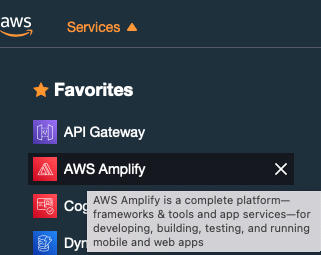 aws
Services
Favorites
API Gateway
AWS Amplify
Cog
AWS Amplify is a complete platform—
frameworks & tools and app services—for
developing, building, testing, and running
mobile and web apps
Dyn